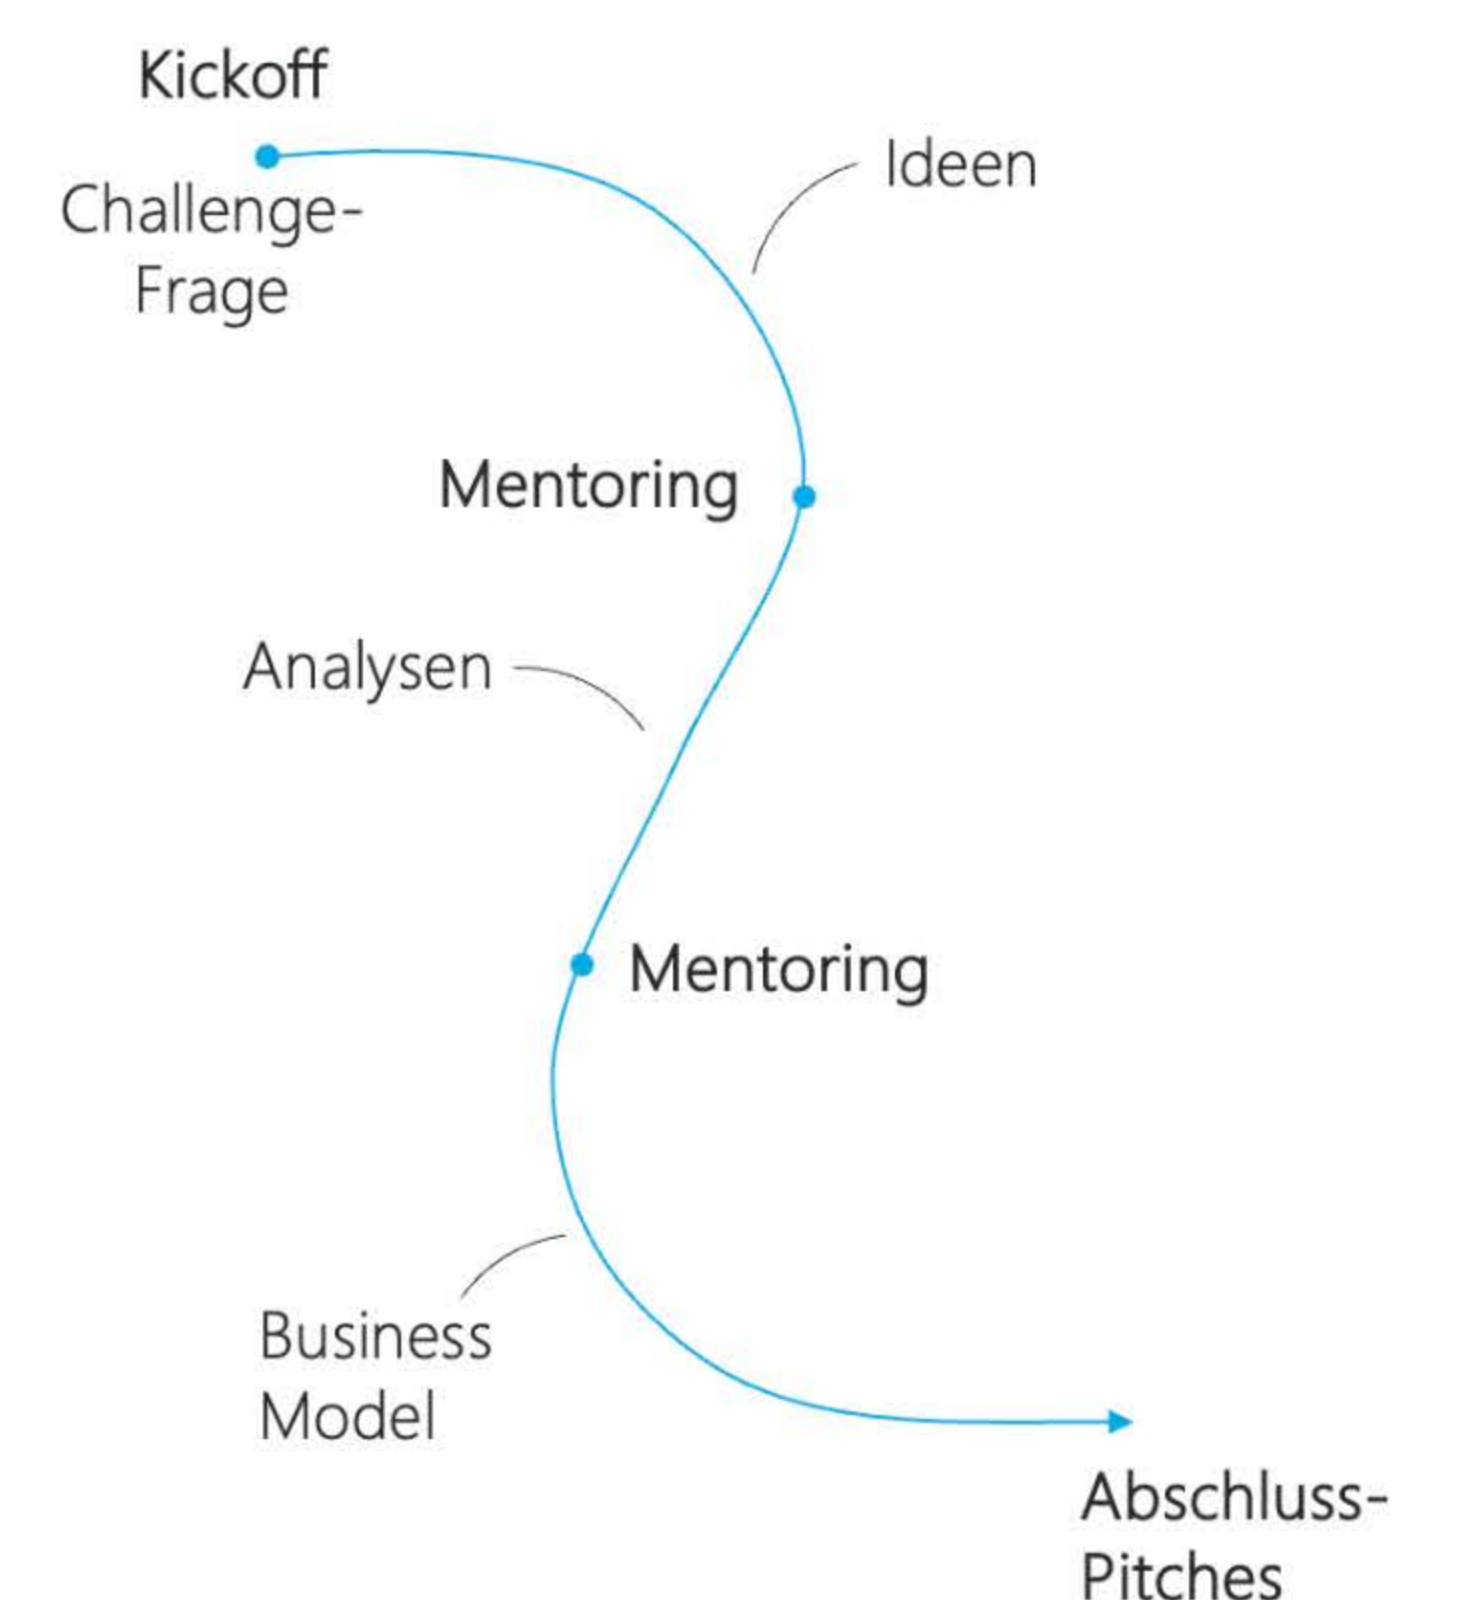 Kickoff
Challenge-
Frage
Ideen
Mentoring
Analysen
Mentoring
Business
Model
Abschluss-
Pitches